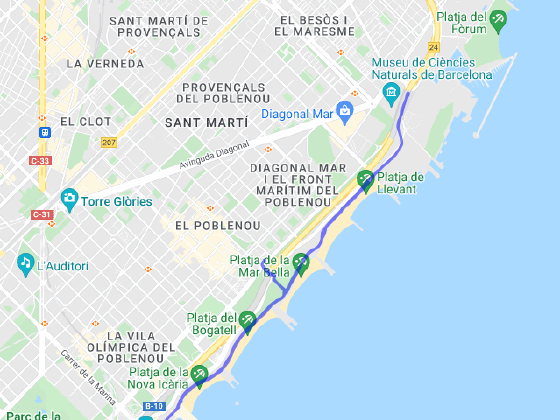 SANT MARTÍ DE
PROVENÇALS
EL BESÒS I
EL MARESME
Platja del
Fòrum
24
LA VERNEDA
Museu de Ciències
Naturals de Barcelona
PROVENÇALS
DEL POBLENOU
EL CLOT
SANT MARTÍ
Diagonal Mar
207
C-33
Avinguda Diagonal
DIAGONAL MAR
I EL FRONT
MARÍTIM DEL
POBLENOU
Platja de
Llevant
Torre Glòries
C-31
EL POBLENOU
L'Auditori
Platja de la
Mar Bella
Platja del
Bogatell
LA VILA
OLÍMPICA DEL
POBLENOU
Carrer de la Marina
Platja de la
Nova Icària
B-10
Parc de la